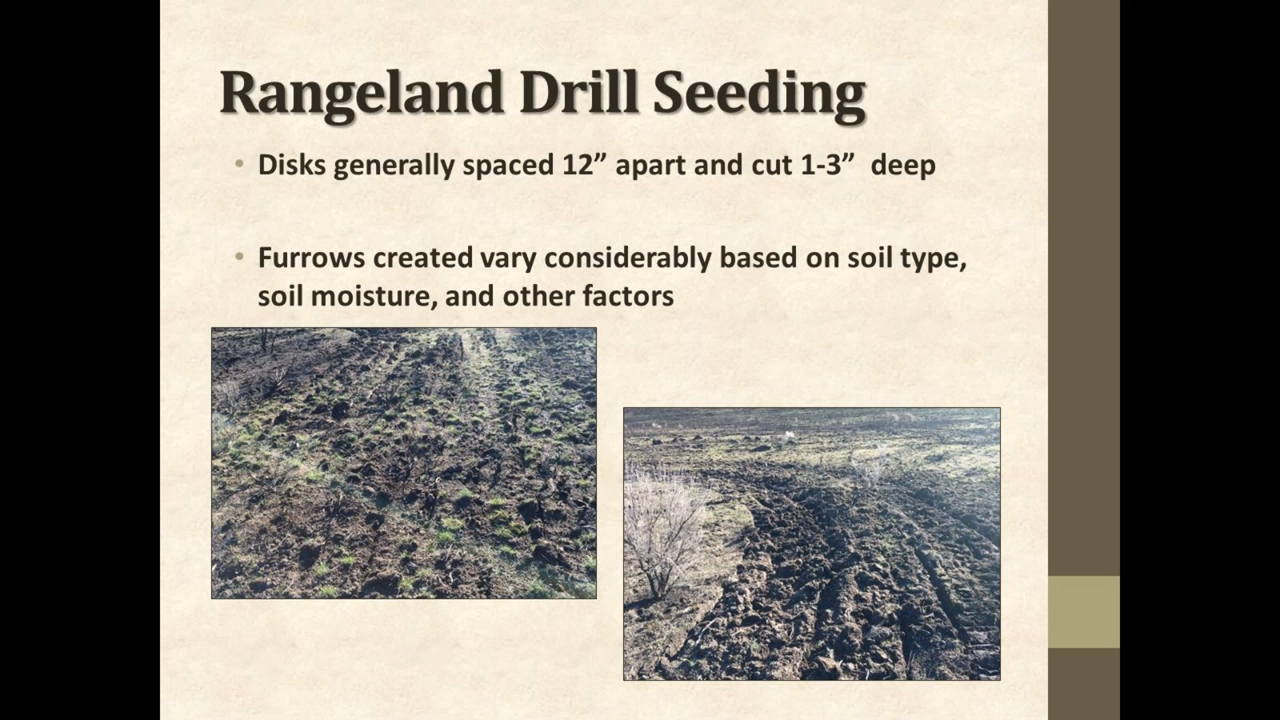 Rangeland Drill Seeding
• Disks generally spaced 12” apart and cut 1-3”  deep
• Furrows created vary considerably based on soil type,
soil moisture, and other factors